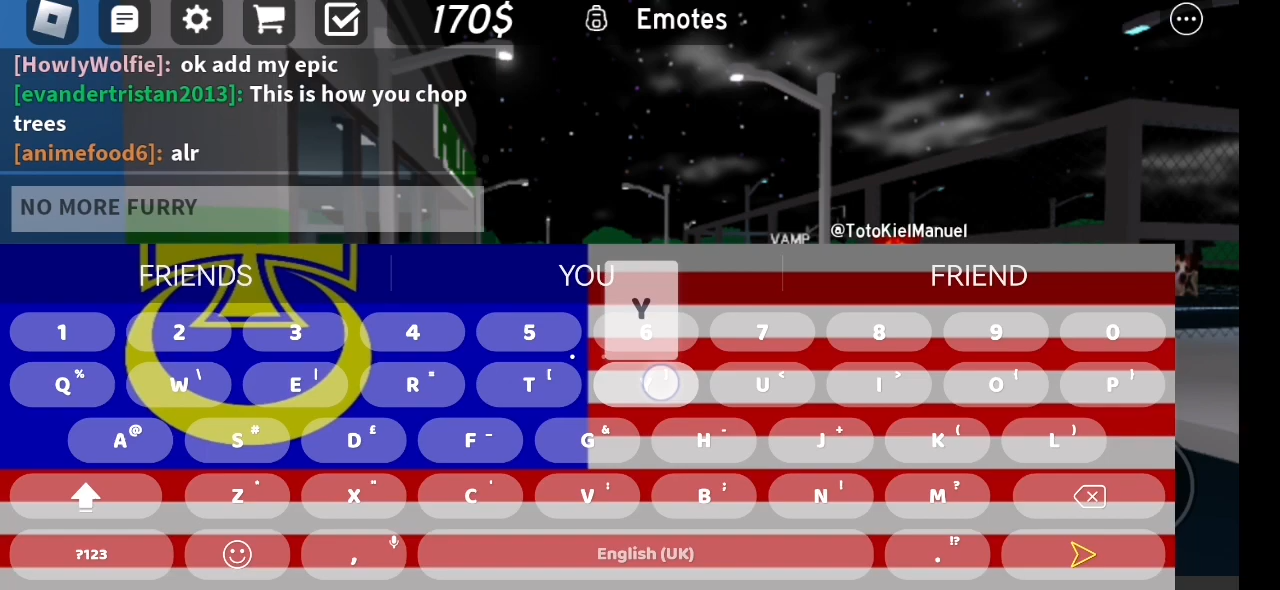 170$
Emotes
[HowIyWolfie]: ok add my epic
[evandertristan2013]: This is how you chop
trees
[animefood6]: alr
NO MORE FURRY
@TotoKielManuel
VAMP
FRIENDS YOU FRIEND
Y
1 2 3 4 5 6 7 8 9 0
Q % W \ E | R = T [ Y ] U < I > O { P }
A @ S # D £ F - G & H - J + K ( L )
Z X " C ' V : B ; N ! M ?
?123 , English (UK) . !?